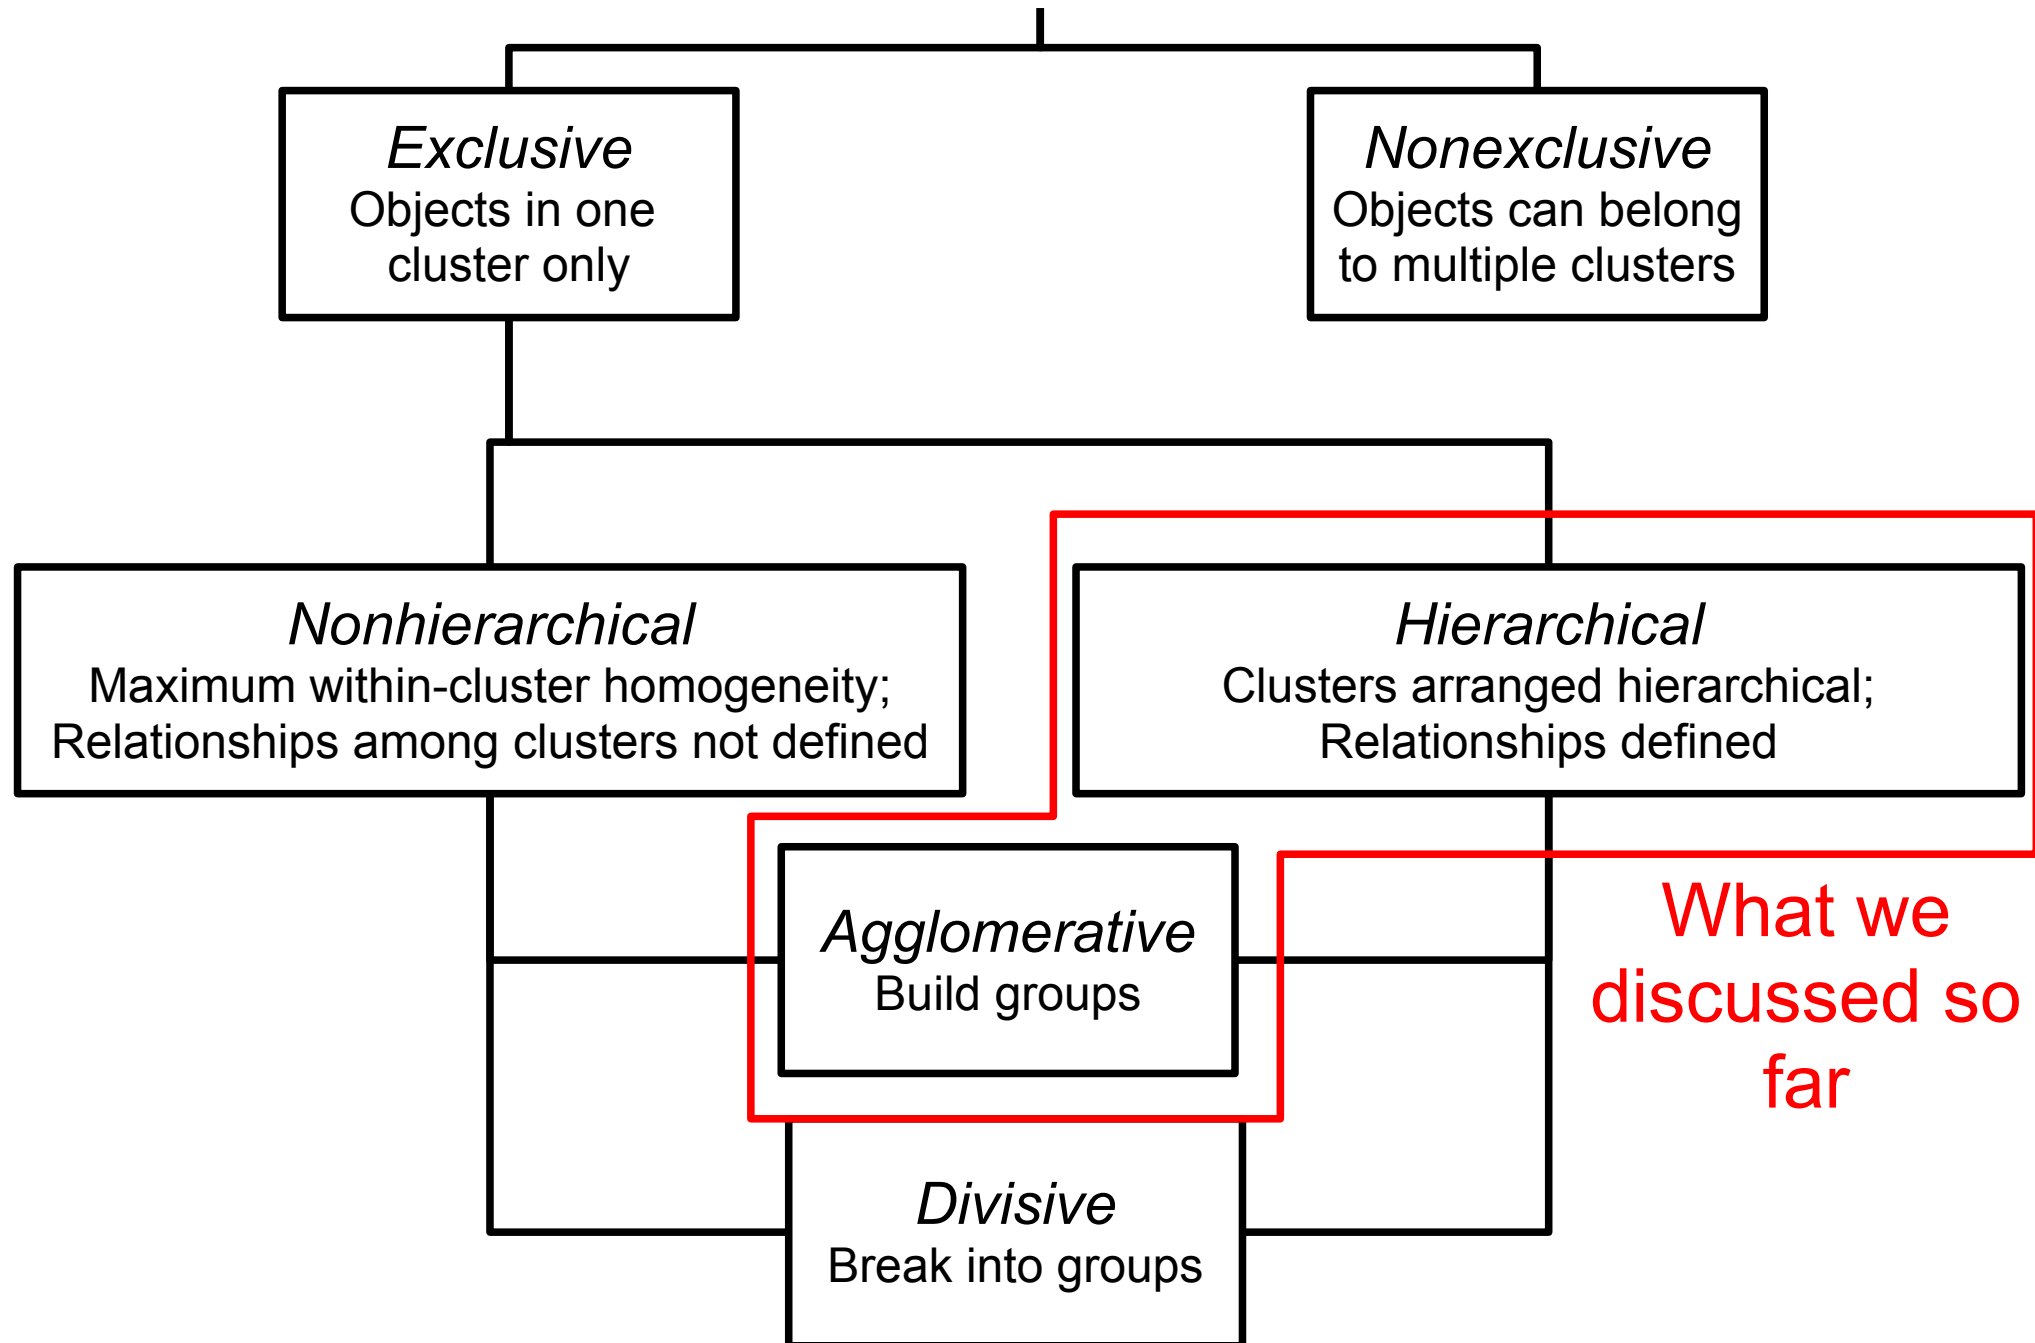 Exclusive
Objects in one
cluster only
Nonexclusive
Objects can belong
to multiple clusters
Nonhierarchical
Maximum within-cluster homogeneity;
Relationships among clusters not defined
Hierarchical
Clusters arranged hierarchical;
Relationships defined
Agglomerative
Build groups
What we
discussed so
far
Divisive
Break into groups